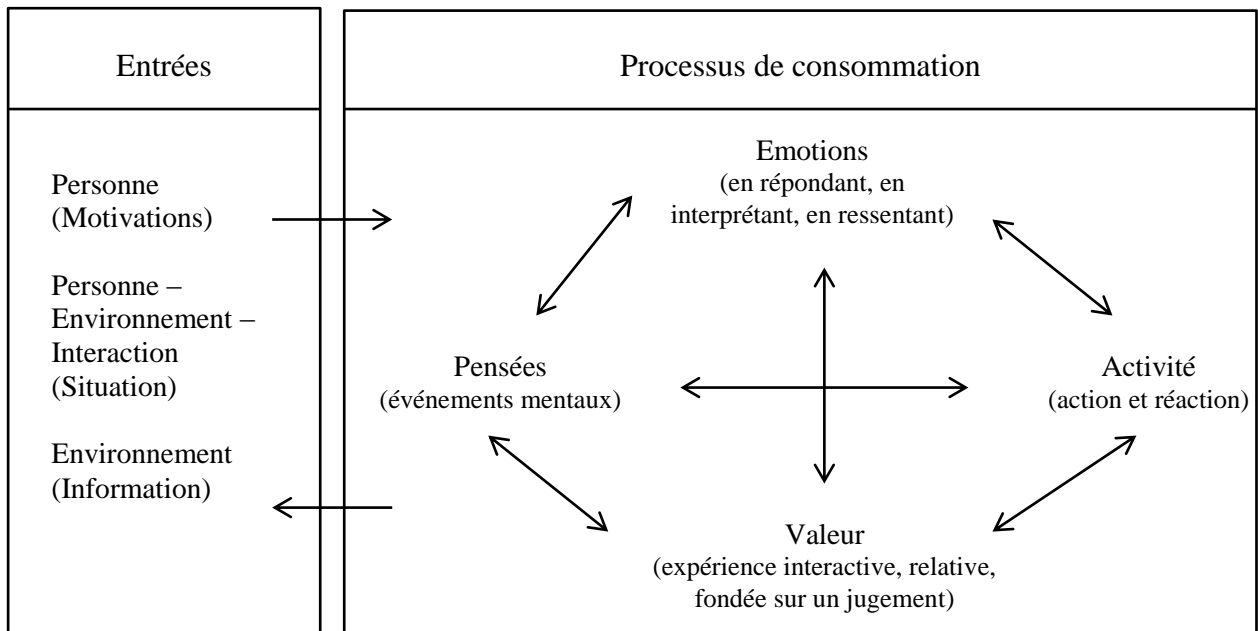 Entrées
Processus de consommation
Personne
(Motivations)
Personne –
Environnement –
Interaction
(Situation)
Environnement
(Information)
Emotions
(en répondant, en
interprétant, en ressentant)
Pensées
(événements mentaux)
Activité
(action et réaction)
Valeur
(expérience interactive, relative,
fondée sur un jugement)